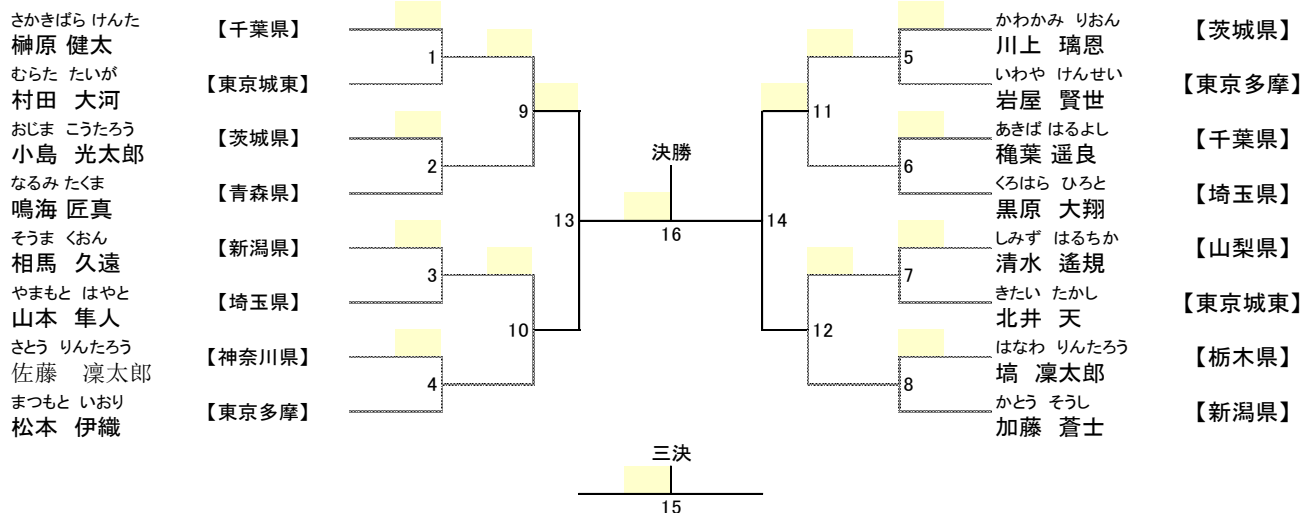 さかきばら けんた
榊原 健太
【千葉県】
むらた たいが
村田 大河
【東京城東】
おじま こうたろう
小島 光太郎
【茨城県】
なるみ たくま
鳴海 匠真
【青森県】
そうま くおん
相馬 久遠
【新潟県】
やまもと はやと
山本 隼人
【埼玉県】
さとう りんたろう
佐藤 凜太郎
【神奈川県】
まつもと いおり
松本 伊織
【東京多摩】
1
2
3
4
9
10
13
決勝
16
三決
15
14
11
12
5
6
7
8
かわかみ りおん
川上 璃恩
【茨城県】
いわや けんせい
岩屋 賢世
【東京多摩】
あきば はるよし
穐葉 遥良
【千葉県】
くろはら ひろと
黒原 大翔
【埼玉県】
しみず はるちか
清水 遙規
【山梨県】
きたい たかし
北井 天
【東京城東】
はなわ りんたろう
塙 凜太郎
【栃木県】
かとう そうし
加藤 蒼士
【新潟県】